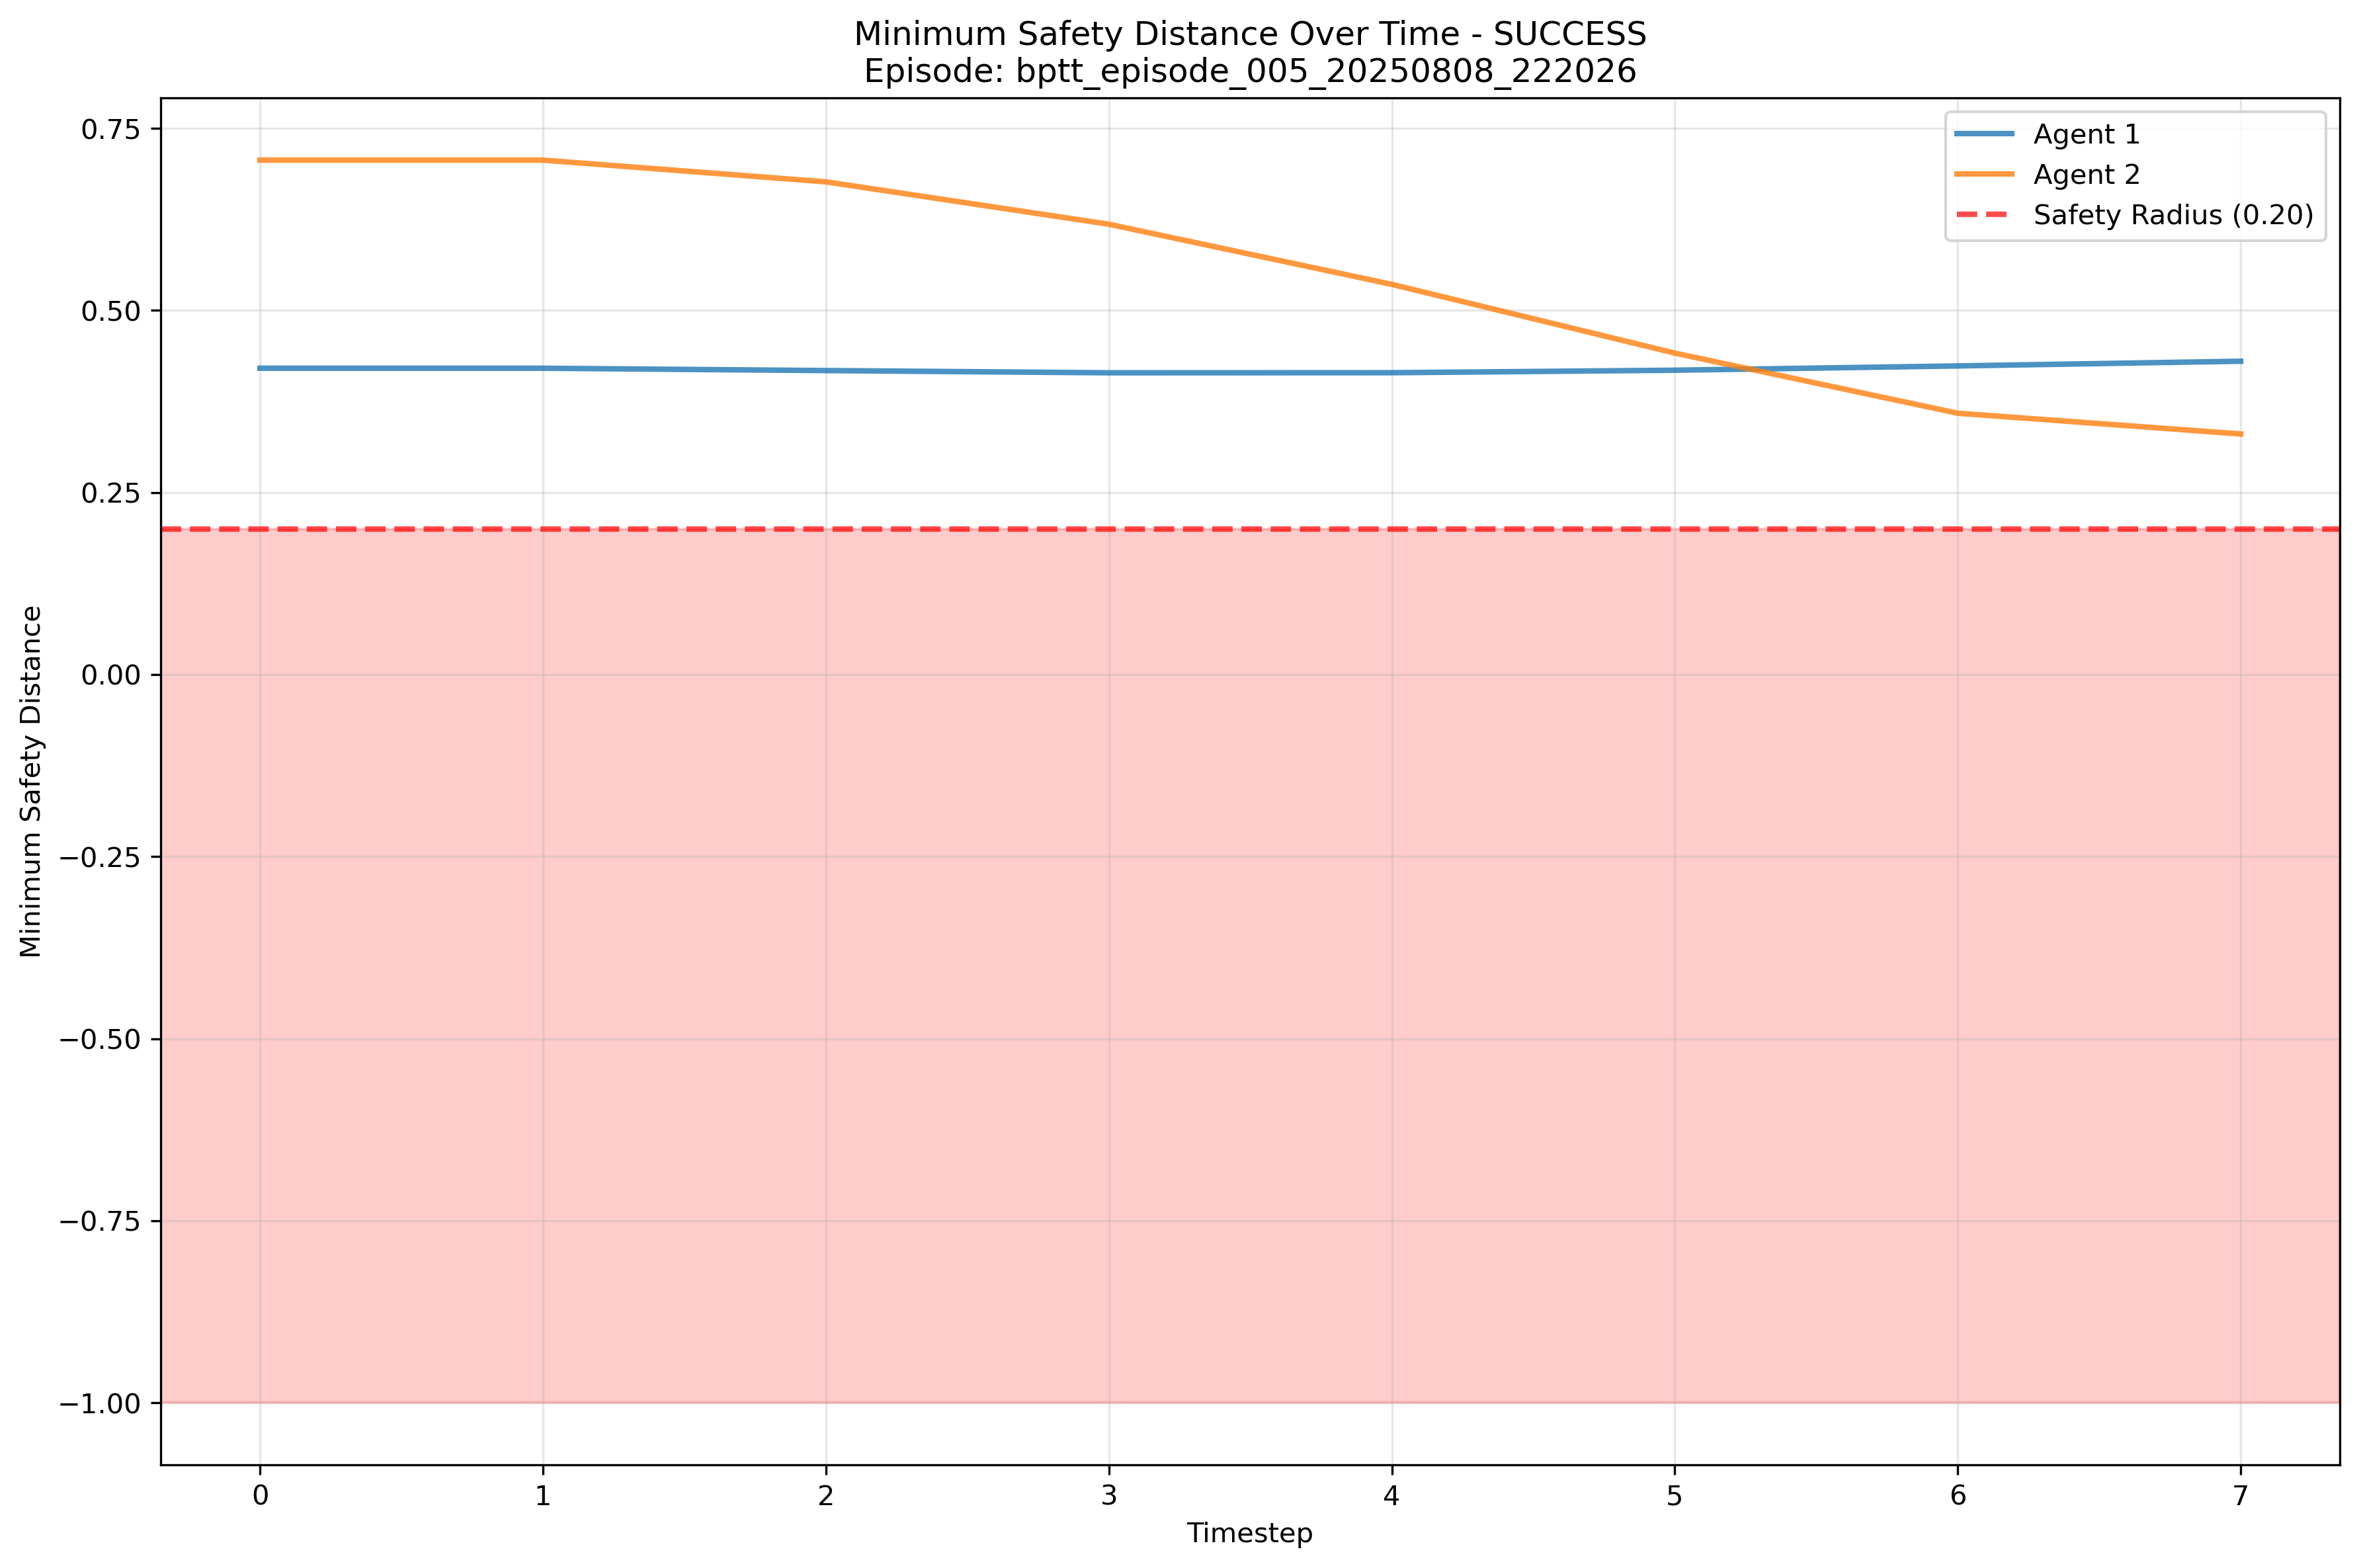 Minimum Safety Distance Over Time - SUCCESS
Episode: bptt_episode_005_20250808_222026
Agent 1
Agent 2
Safety Radius (0.20)
Minimum Safety Distance
0.75
0.50
0.25
0.00
−0.25
−0.50
−0.75
−1.00
0 1 2 3 4 5 6 7
Timestep